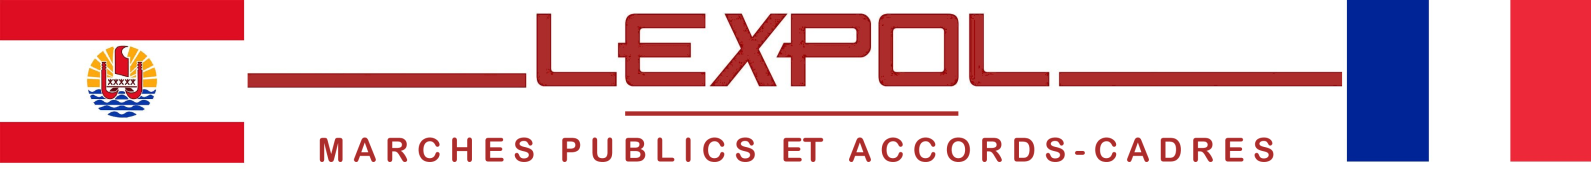 LEXPOL
MARCHES PUBLICS ET ACCORDS-CADRES